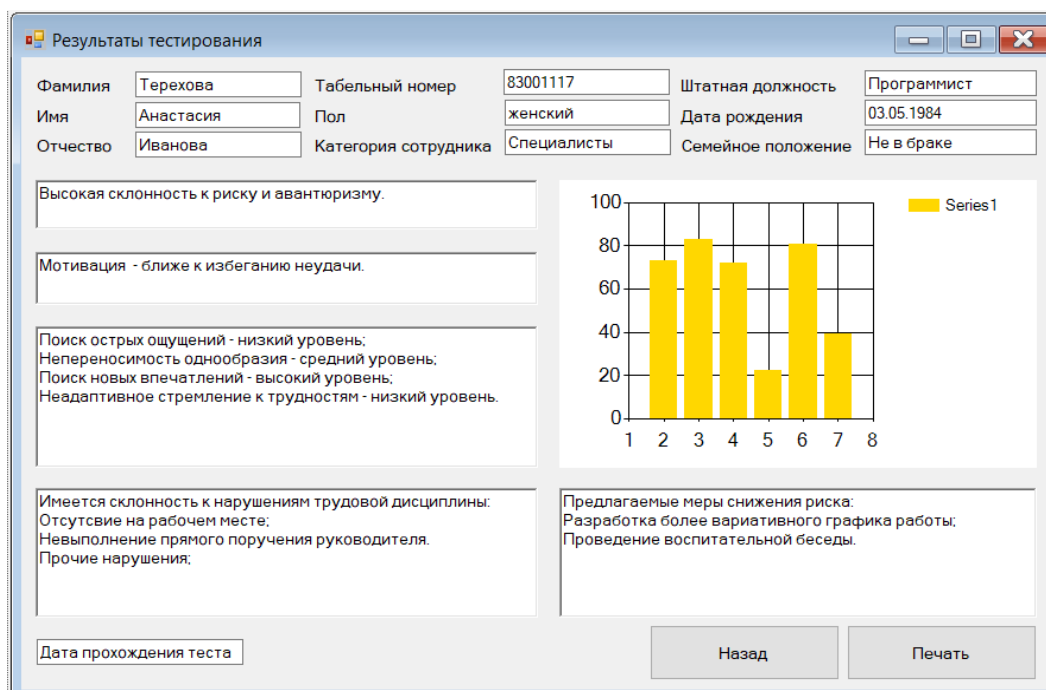 Результаты тестирования
Фамилия Терехова Табельный номер 83001117 Штатная должность Программист
Имя Анастасия Пол женский Дата рождения 03.05.1984
Отчество Иванова Категория сотрудника Специалисты Семейное положение Не в браке
Высокая склонность к риску и авантюризму.
Мотивация - ближе к избеганию неудачи.
Поиск острых ощущений - низкий уровень;
Непереносимость однообразия - средний уровень;
Поиск новых впечатлений - высокий уровень;
Неадаптивное стремление к трудностям - низкий уровень.
100
80
60
40
20
0
1 2 3 4 5 6 7 8
Series1
Имеется склонность к нарушениям трудовой дисциплины:
Отсутсвие на рабочем месте;
Невыполнение прямого поручения руководителя.
Прочие нарушения;
Предлагаемые меры снижения риска:
Разработка более вариативного графика работы;
Проведение воспитательной беседы.
Дата прохождения теста
Назад
Печать